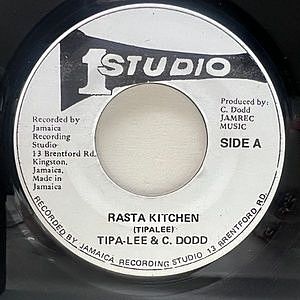 1 STUDIO
Recorded by
Jamaica
Recording
Studio
13 Brentford Rd.
Kingston,
Jamaica,
Made in
Jamaica
Produced by:
C. Dodd
JAMREC
MUSIC
SIDE A
RASTA KITCHEN
(TIPALEE)
TIPA-LEE & C. DODD
RECORDED BY JAMAICA RECORDING STUDIO 13 BRENTFORD RD.